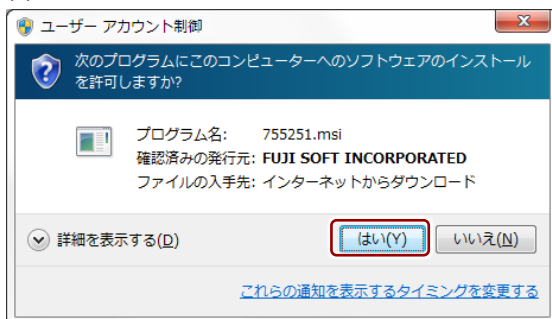 ユーザー アカウント制御
次のプログラムにこのコンピューターへのソフトウェアのインストール
を許可しますか?
プログラム名: 755251.msi
確認済みの発行元: FUJI SOFT INCORPORATED
ファイルの入手先: インターネットからダウンロード
詳細を表示する(D) はい(Y) いいえ(N)
これらの通知を表示するタイミングを変更する